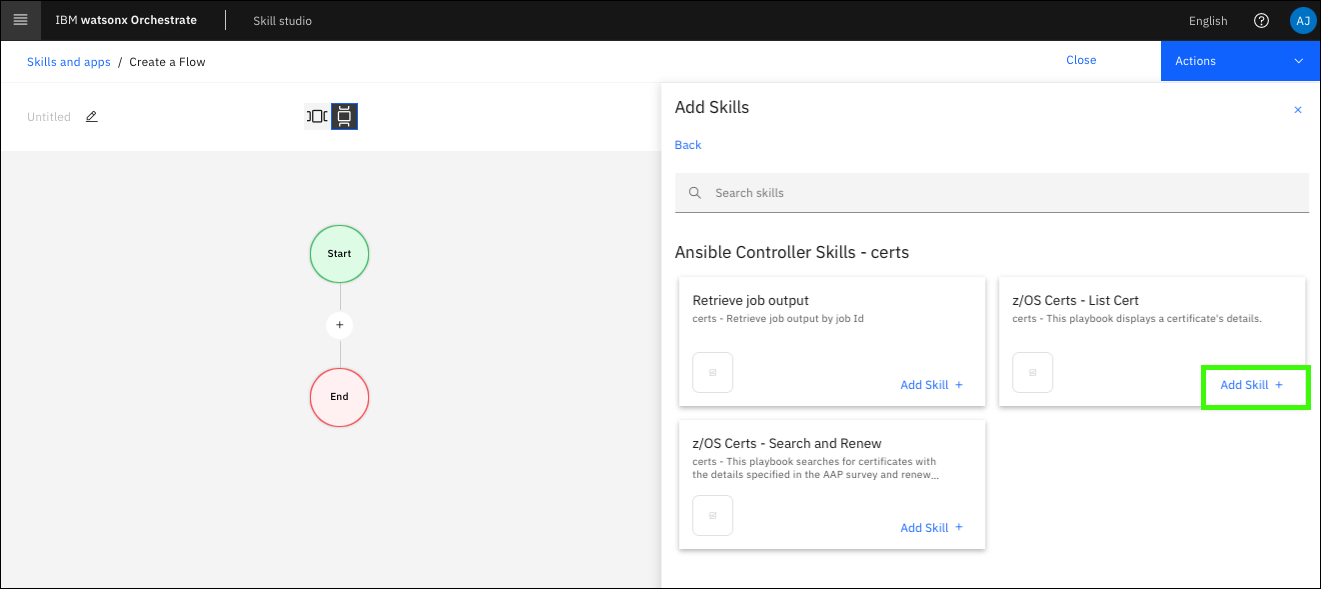 IBM watsonx Orchestrate
Skill studio
English
AJ
Skills and apps / Create a Flow
Close
Actions
Untitled
Start
+
End
Add Skills
Back
Search skills
Ansible Controller Skills - certs
Retrieve job output
certs - Retrieve job output by job Id
Add Skill +
z/OS Certs - List Cert
certs - This playbook displays a certificate's details.
Add Skill +
z/OS Certs - Search and Renew
certs - This playbook searches for certificates with
the details specified in the AAP survey and renew...
Add Skill +